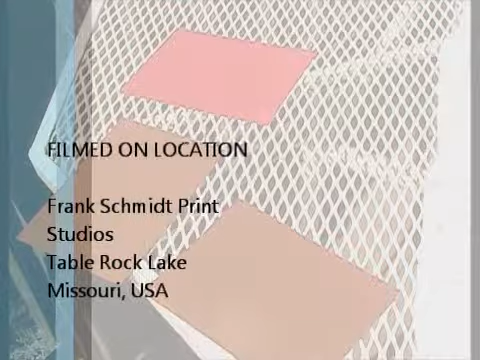 FILMED ON LOCATION
Frank Schmidt Print
Studios
Table Rock Lake
Missouri, USA